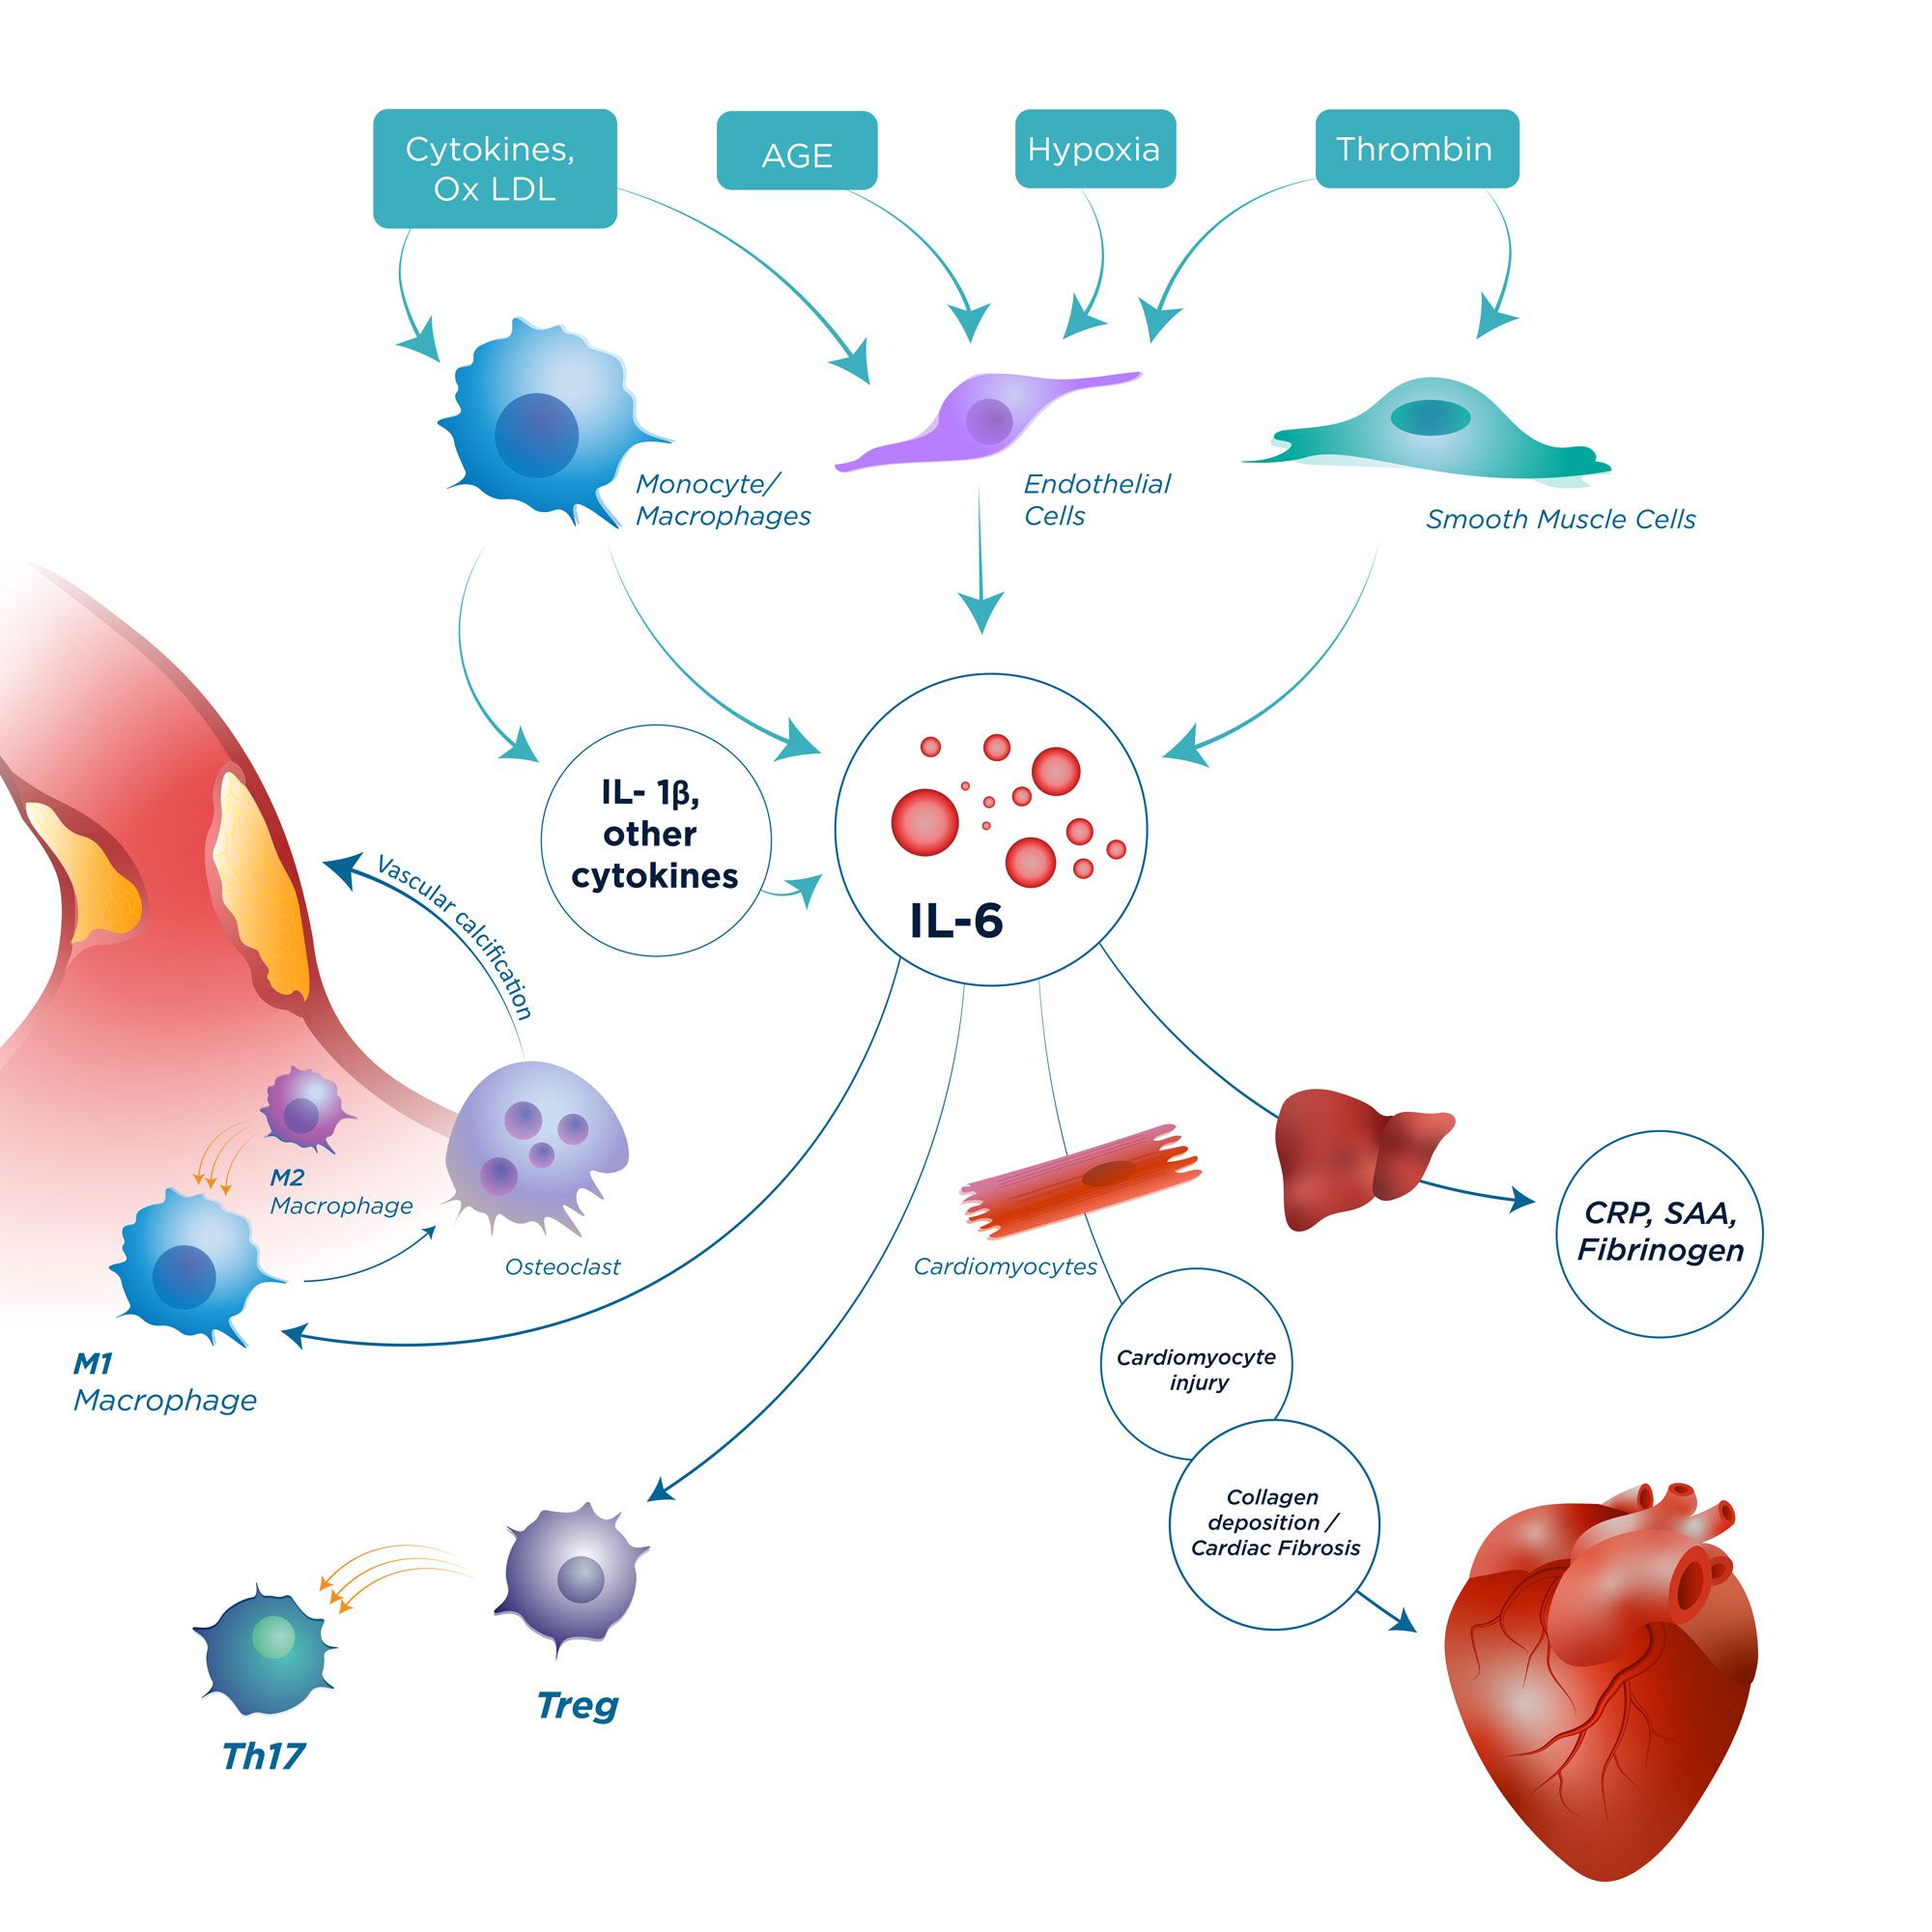 Cytokines,
Ox LDL
AGE
Hypoxia
Thrombin
Monocyte/
Macrophages
Endothelial
Cells
Smooth Muscle Cells
IL- 1β,
other
cytokines
IL-6
Vascular calcification
M2
Macrophage
Osteoclast
Cardiomyocytes
CRP, SAA,
Fibrinogen
M1
Macrophage
Cardiomyocyte
injury
Collagen
deposition /
Cardiac Fibrosis
Treg
Th17